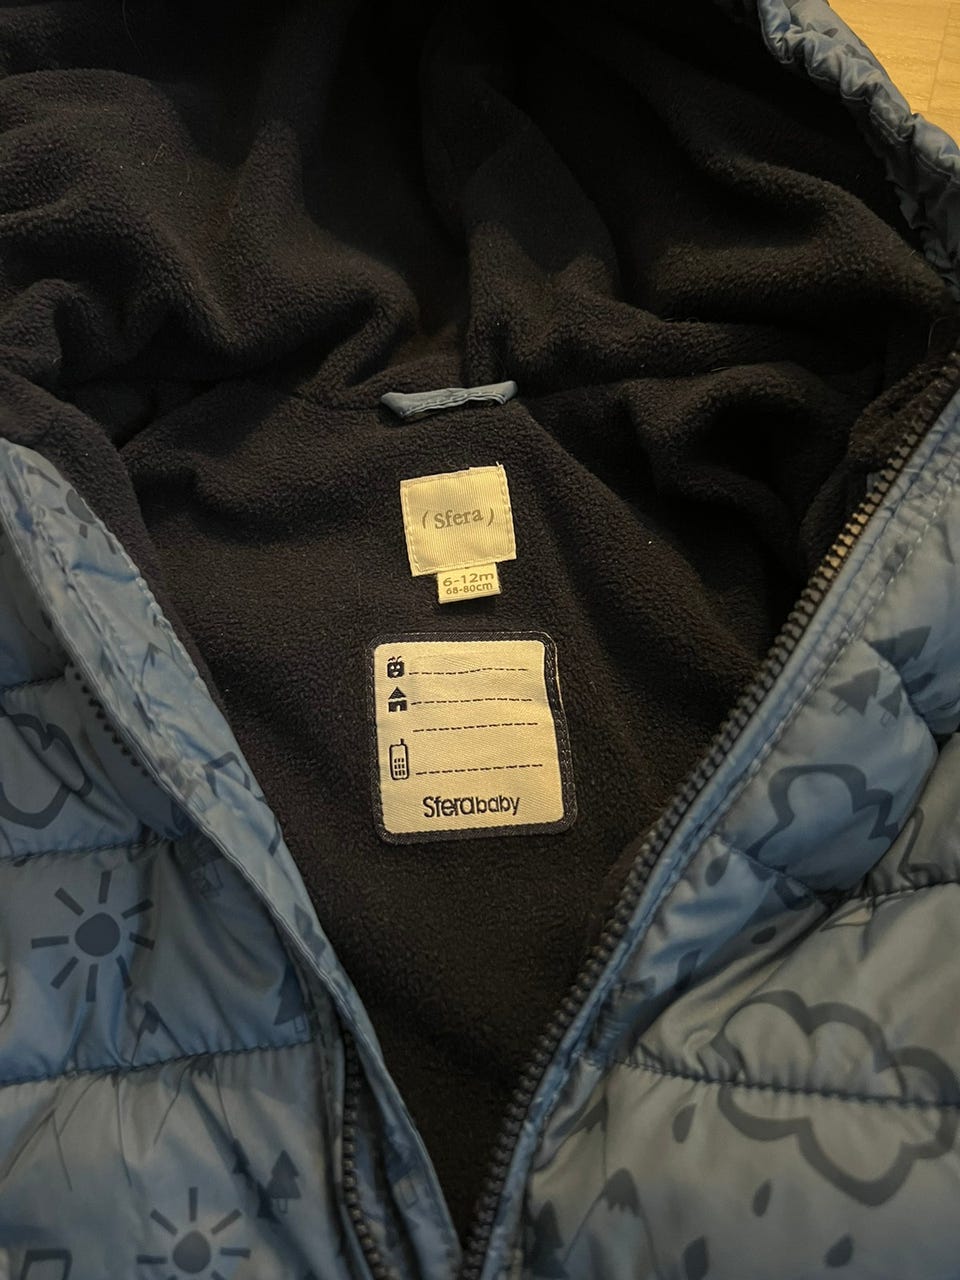 ( Sfera )
6-12m
68-80cm
Sferababy